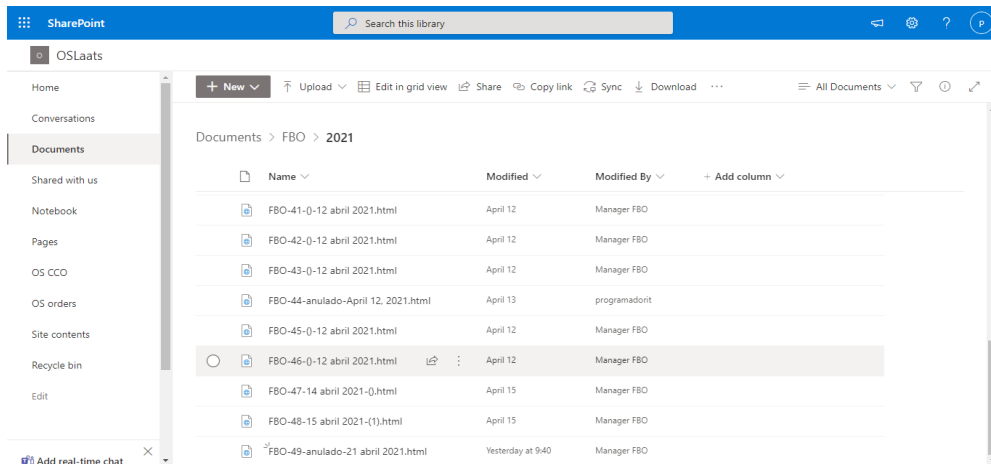 SharePoint
Search this library
?
P
O OSLaats
Home
Conversations
Documents
Shared with us
Notebook
Pages
OS CCO
OS orders
Site contents
Recycle bin
Edit
Add real-time chat
+ New Upload Edit in grid view Share Copy link Sync Download ... All Documents
Documents > FBO > 2021
Name Modified Modified By + Add column
FBO-41-()-12 abril 2021.html April 12 Manager FBO
FBO-42-()-12 abril 2021.html April 12 Manager FBO
FBO-43-()-12 abril 2021.html April 12 Manager FBO
FBO-44-anulado-April 12, 2021.html April 13 programadorit
FBO-45-()-12 abril 2021.html April 12 Manager FBO
FBO-46-()-12 abril 2021.html April 12 Manager FBO
FBO-47-14 abril 2021-().html April 15 Manager FBO
FBO-48-15 abril 2021-(1).html April 15 Manager FBO
FBO-49-anulado-21 abril 2021.html Yesterday at 9:40 Manager FBO